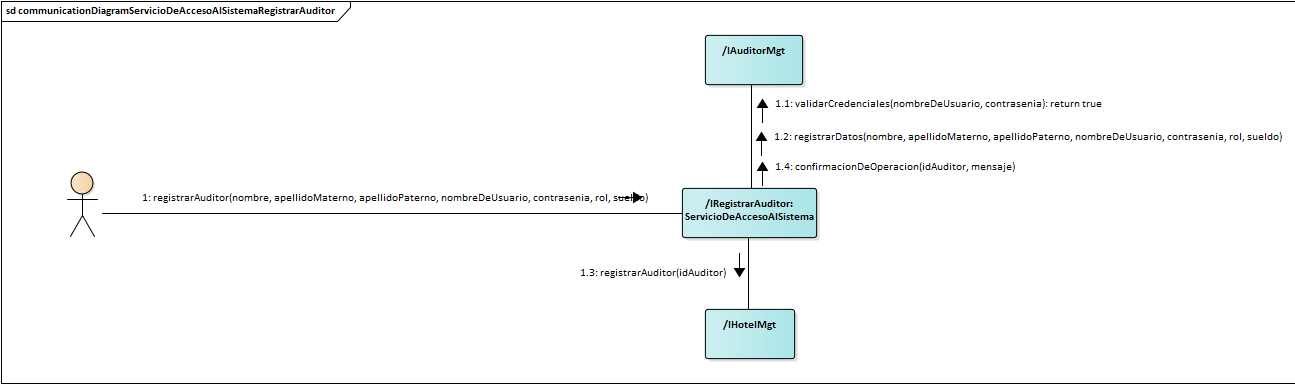 sd communicationDiagramServicioDeAccesoAlSistemaRegistrarAuditor
/IAuditorMgt
1.1: validarCredenciales(nombreDeUsuario, contrasenia): return true
1.2: registrarDatos(nombre, apellidoMaterno, apellidoPaterno, nombreDeUsuario, contrasenia, rol, sueldo)
1.4: confirmacionDeOperacion(idAuditor, mensaje)
1: registrarAuditor(nombre, apellidoMaterno, apellidoPaterno, nombreDeUsuario, contrasenia, rol, sueldo)
/IRegistrarAuditor:
ServicioDeAccesoAlSistema
1.3: registrarAuditor(idAuditor)
/IHotelMgt